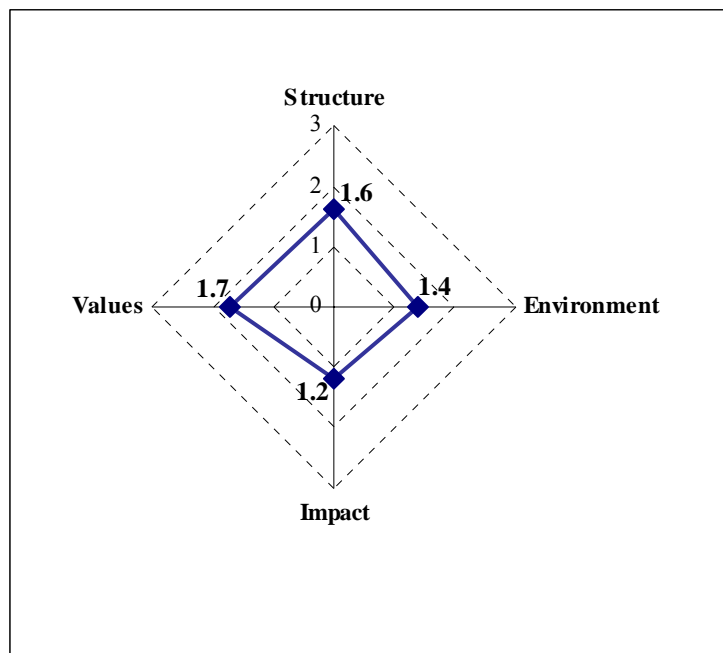 Structure
3
2
1.6
1
1.7
1.4
Values
0
Environment
1.2
Impact